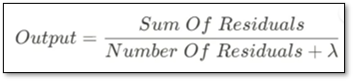 Output = Sum Of Residuals / Number Of Residuals + λ